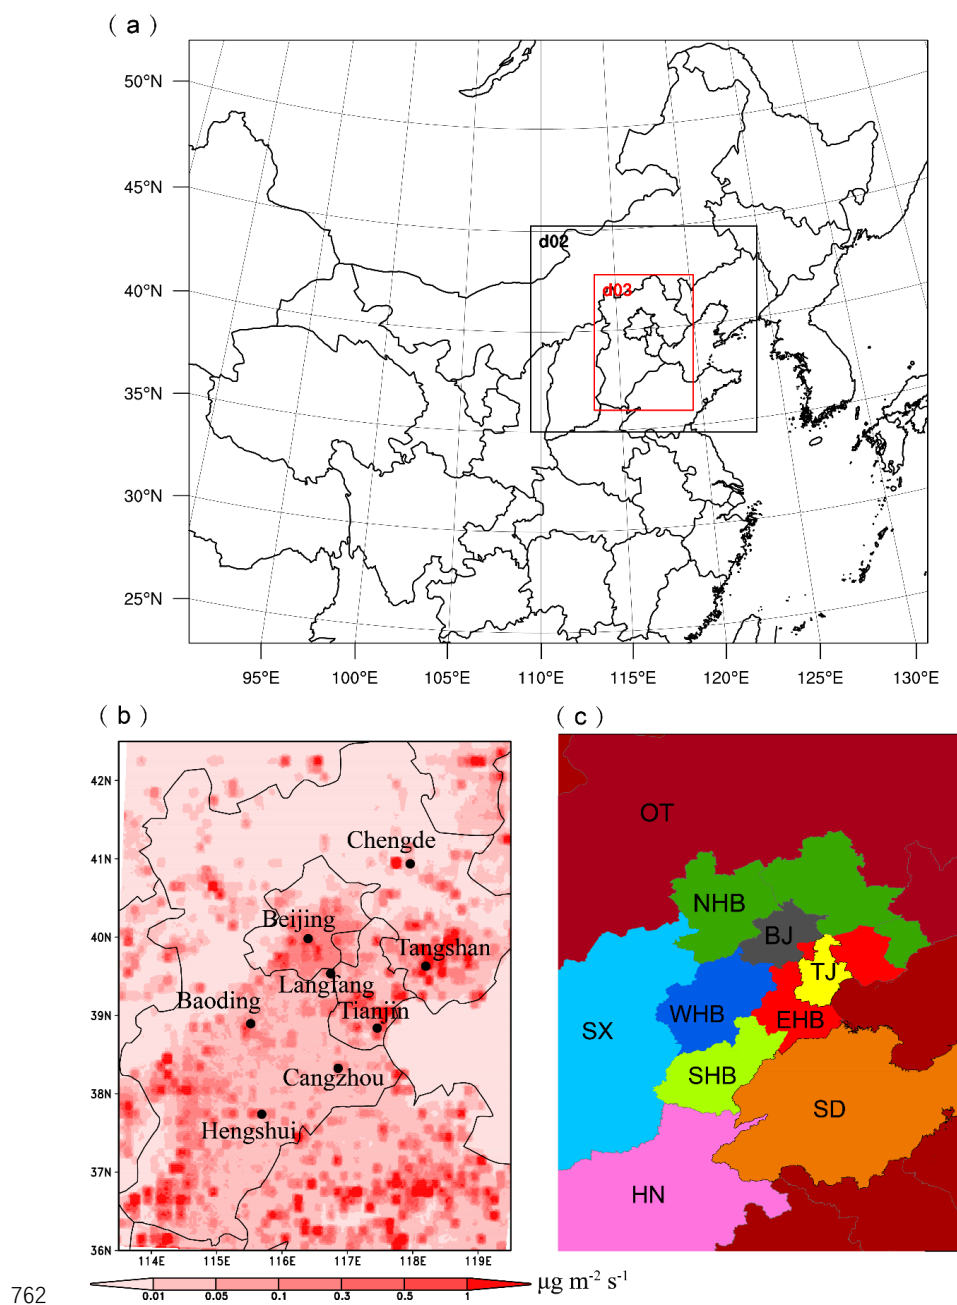 ( a )
50°N
45°N
40°N
35°N
30°N
25°N
d02
d03
95°E
100°E
105°E
110°E
115°E
120°E
125°E
130°E
( b )
42N
41N
40N
39N
38N
37N
36N
Chengde
Beijing
Tangshan
Langfang
Baoding
Tianjin
Cangzhou
Hengshui
114E
115E
116E
117E
118E
119E
0.01
0.05
0.1
0.3
0.5
1
µg m⁻² s⁻¹
( c )
OT
NHB
BJ
TJ
WHB
EHB
SX
SHB
SD
HN
762